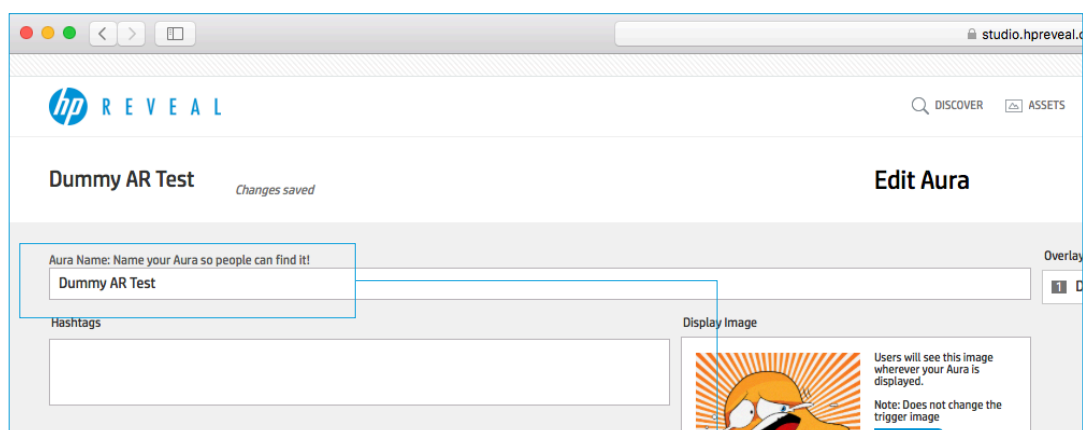 studio.hpreveal.c
hp REVEAL
DISCOVER
ASSETS
Dummy AR Test
Changes saved
Edit Aura
Aura Name: Name your Aura so people can find it!
Dummy AR Test
Overlay
1 D
Hashtags
Display Image
Users will see this image
wherever your Aura is
displayed.
Note: Does not change the
trigger image